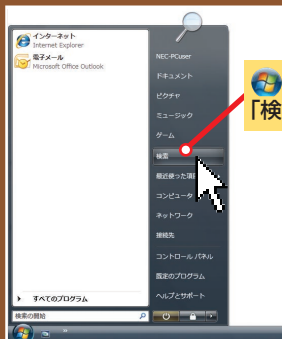 インターネット
Internet Explorer
電子メール
Microsoft Office Outlook
すべてのプログラム
検索の開始
NEC-PCuser
ドキュメント
ピクチャ
ミュージック
ゲーム
検索
最近使った項
コンピュータ
ネットワーク
接続先
コントロール パネル
既定のプログラム
ヘルプとサポート
「検